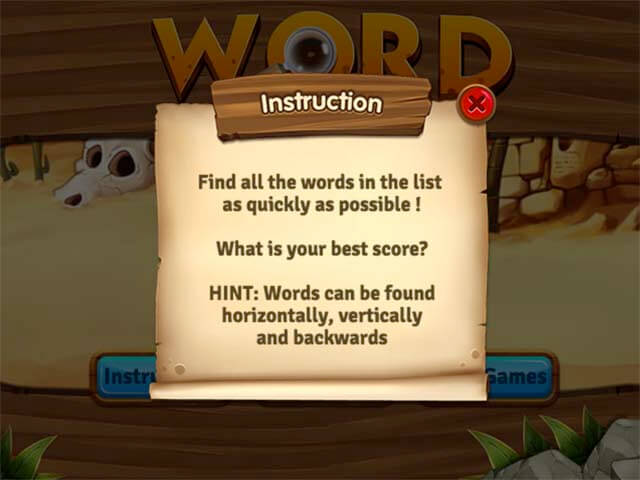 WORD
Instruction
Find all the words in the list
as quickly as possible !
What is your best score?
HINT: Words can be found
horizontally, vertically
and backwards
Games